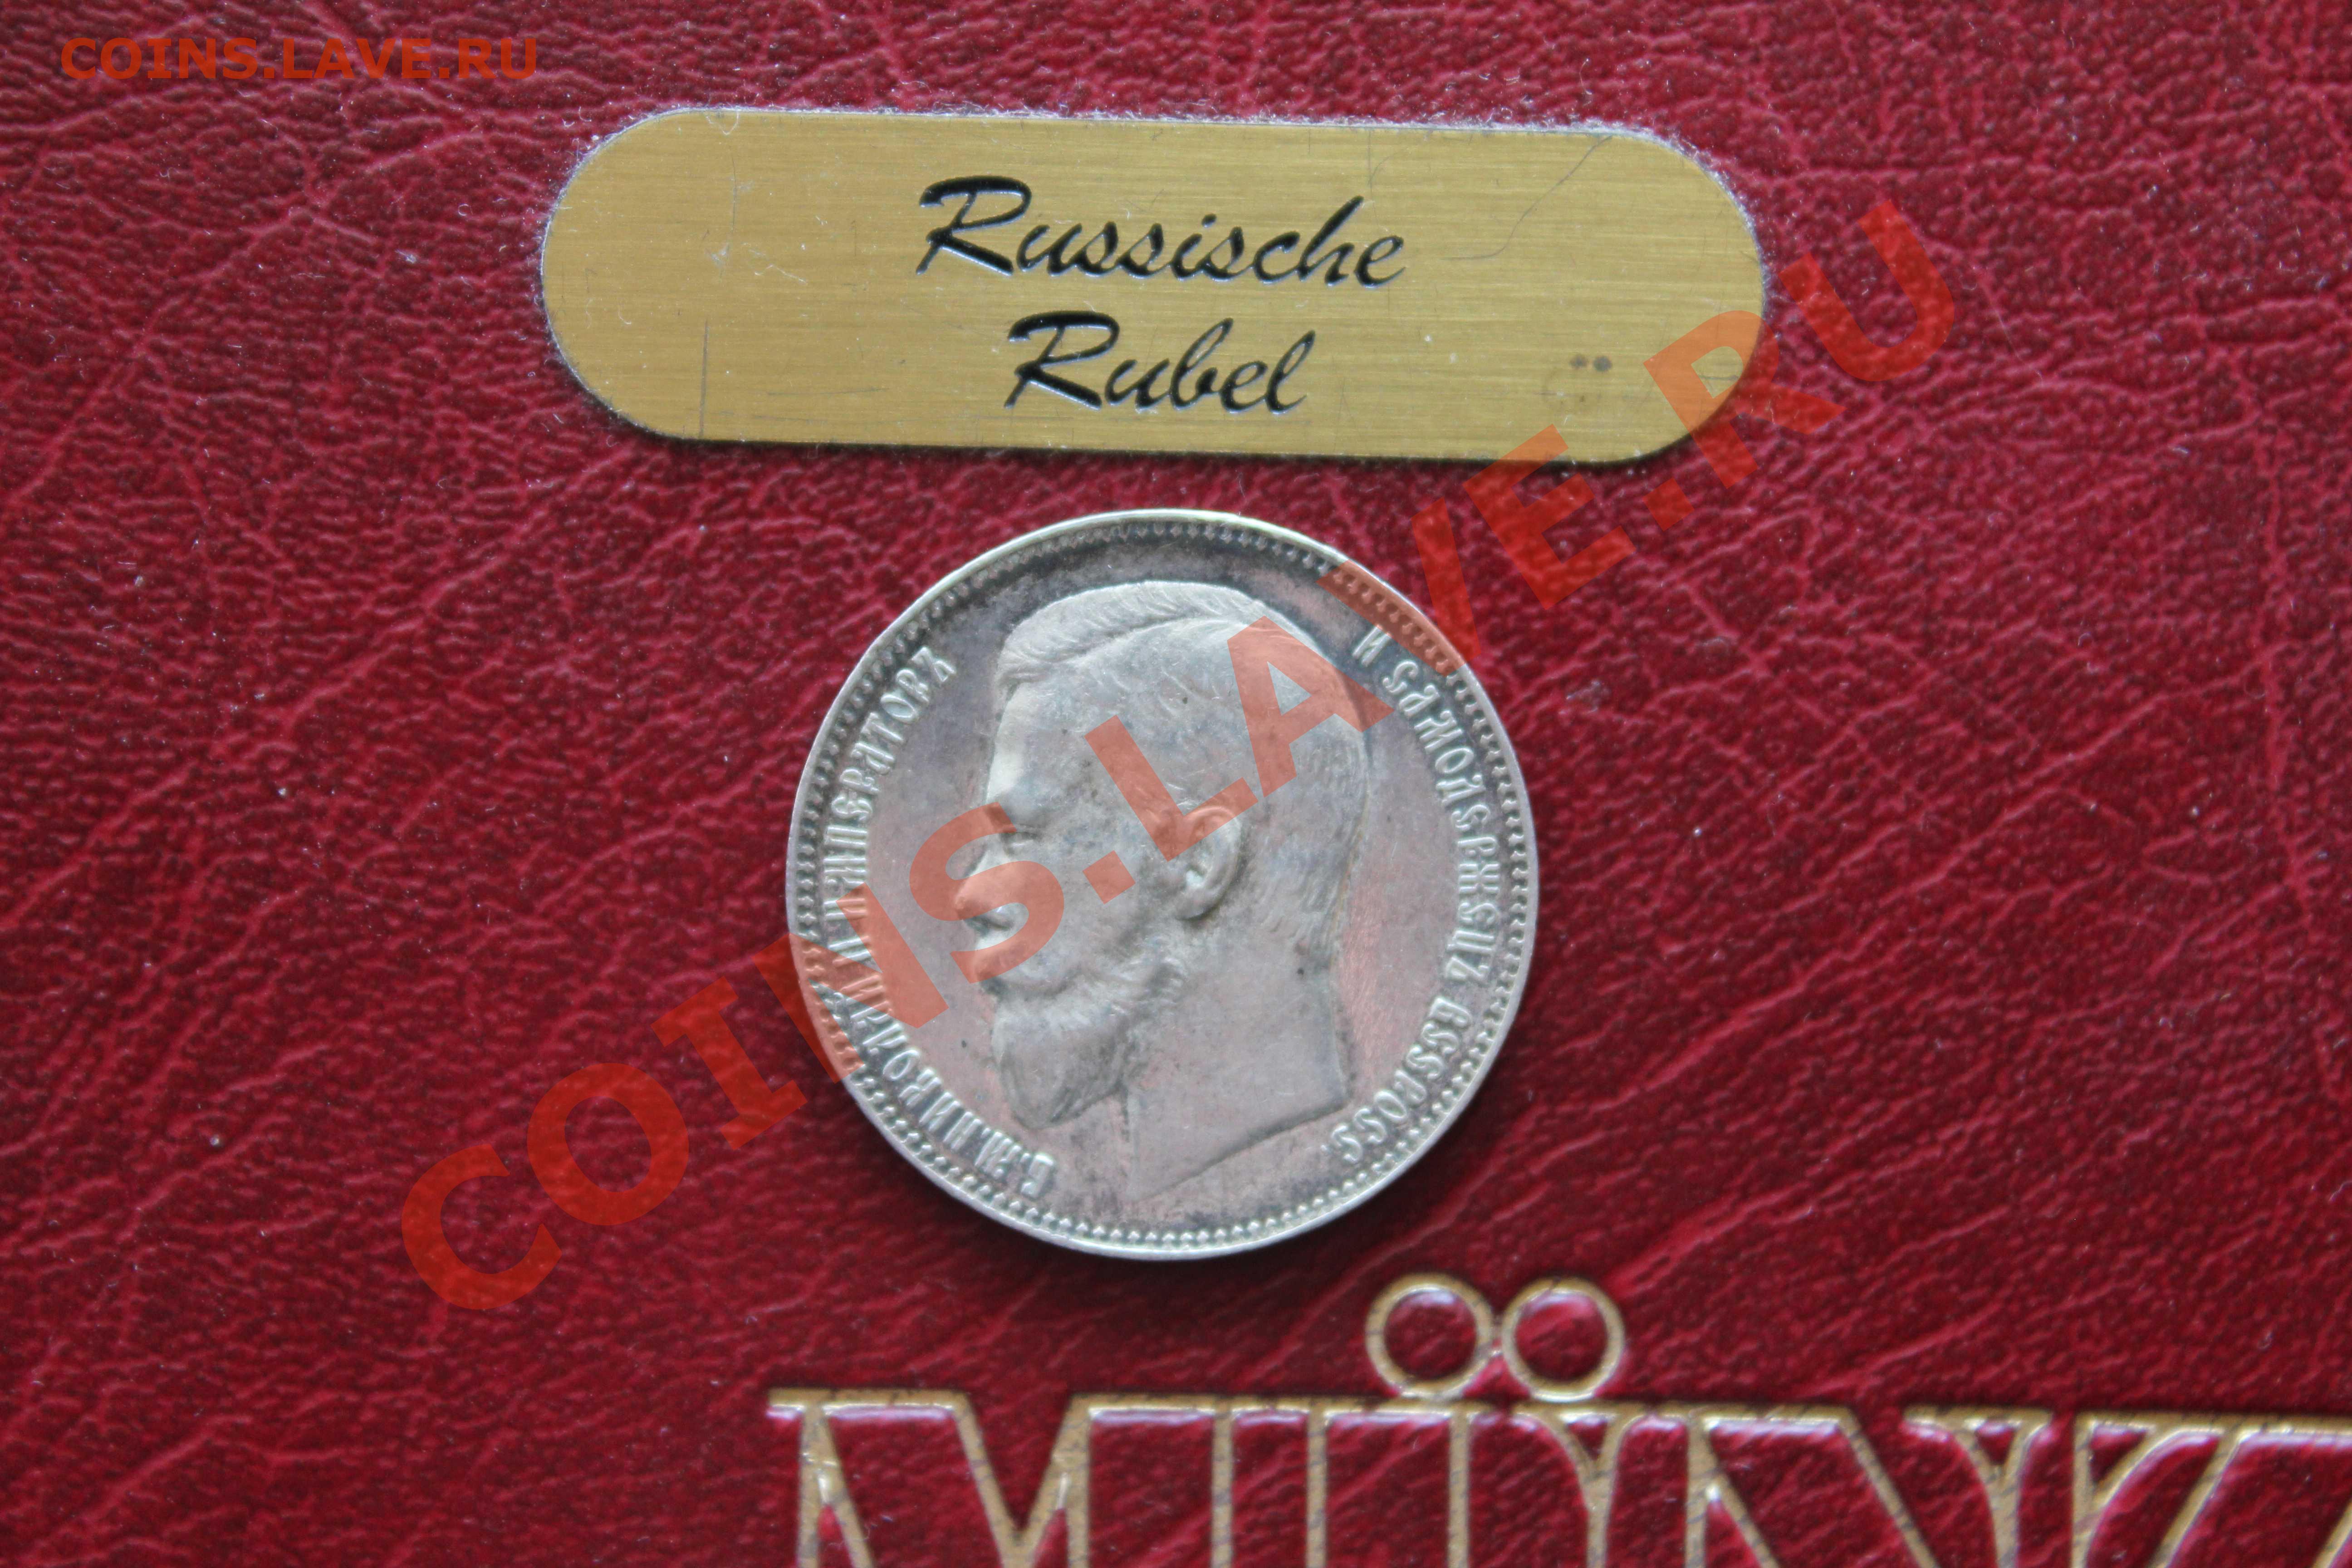 COINS.LAVE.RU
Russische
Rubel
COINS.LAVE.RU
Б.М.НИКОЛАЙ II ИМПЕРАТОРЪ
И САМОДЕРЖЕЦЪ ВСЕРОСС.